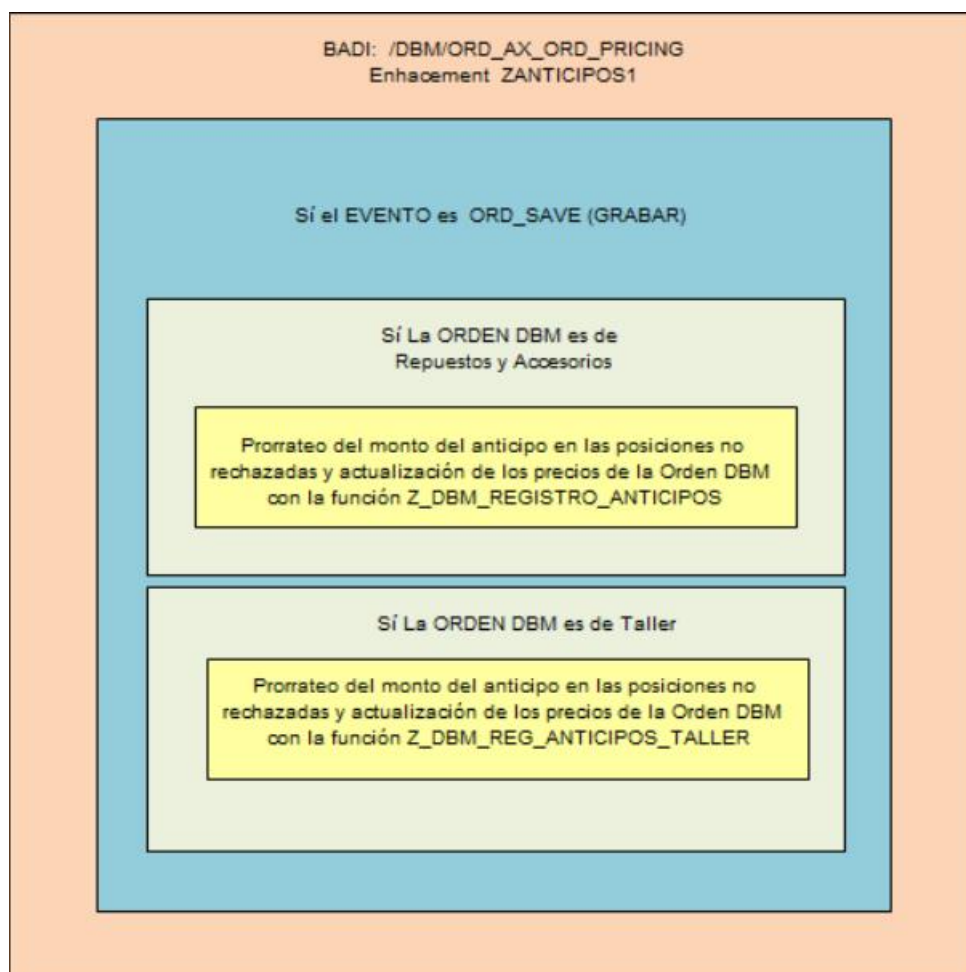 BADI: /DBM/ORD_AX_ORD_PRICING
Enhacement ZANTICIPOS1
Sí el EVENTO es ORD_SAVE (GRABAR)
Sí La ORDEN DBM es de
Repuestos y Accesorios
Prorrateo del monto del anticipo en las posiciones no
rechazadas y actualización de los precios de la Orden DBM
con la función Z_DBM_REGISTRO_ANTICIPOS
Sí La ORDEN DBM es de Taller
Prorrateo del monto del anticipo en las posiciones no
rechazadas y actualización de los precios de la Orden DBM
con la función Z_DBM_REG_ANTICIPOS_TALLER